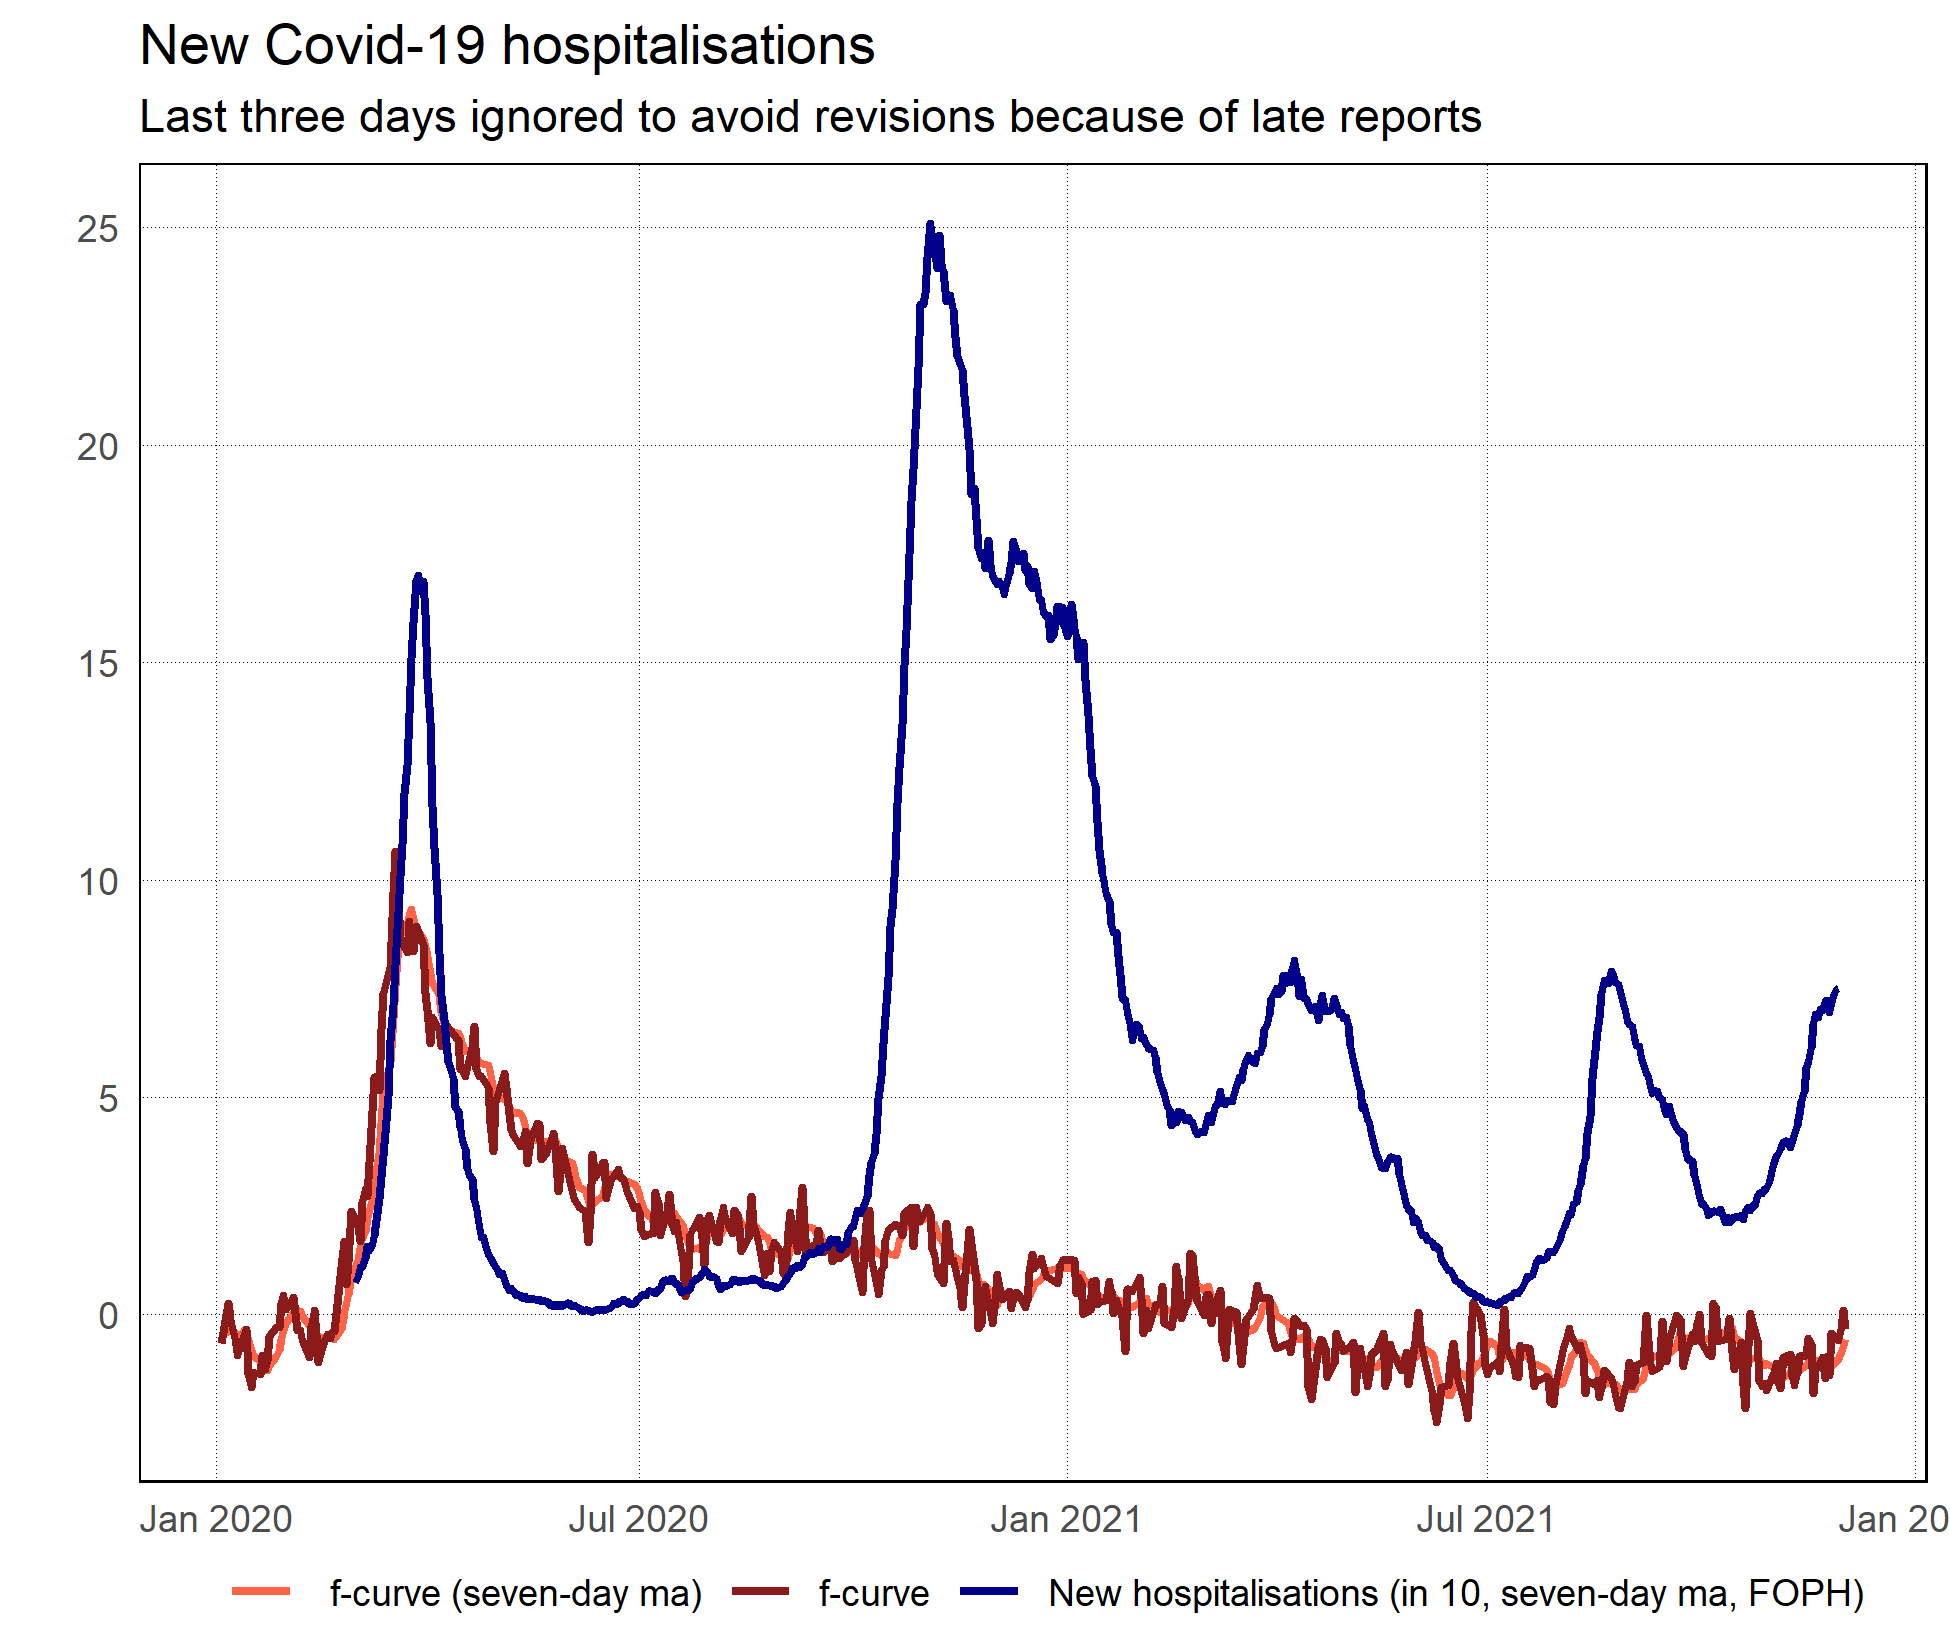 New Covid-19 hospitalisations
Last three days ignored to avoid revisions because of late reports
25
20
15
10
5
0
Jan 2020 Jul 2020 Jan 2021 Jul 2021 Jan 20
f-curve (seven-day ma) f-curve New hospitalisations (in 10, seven-day ma, FOPH)